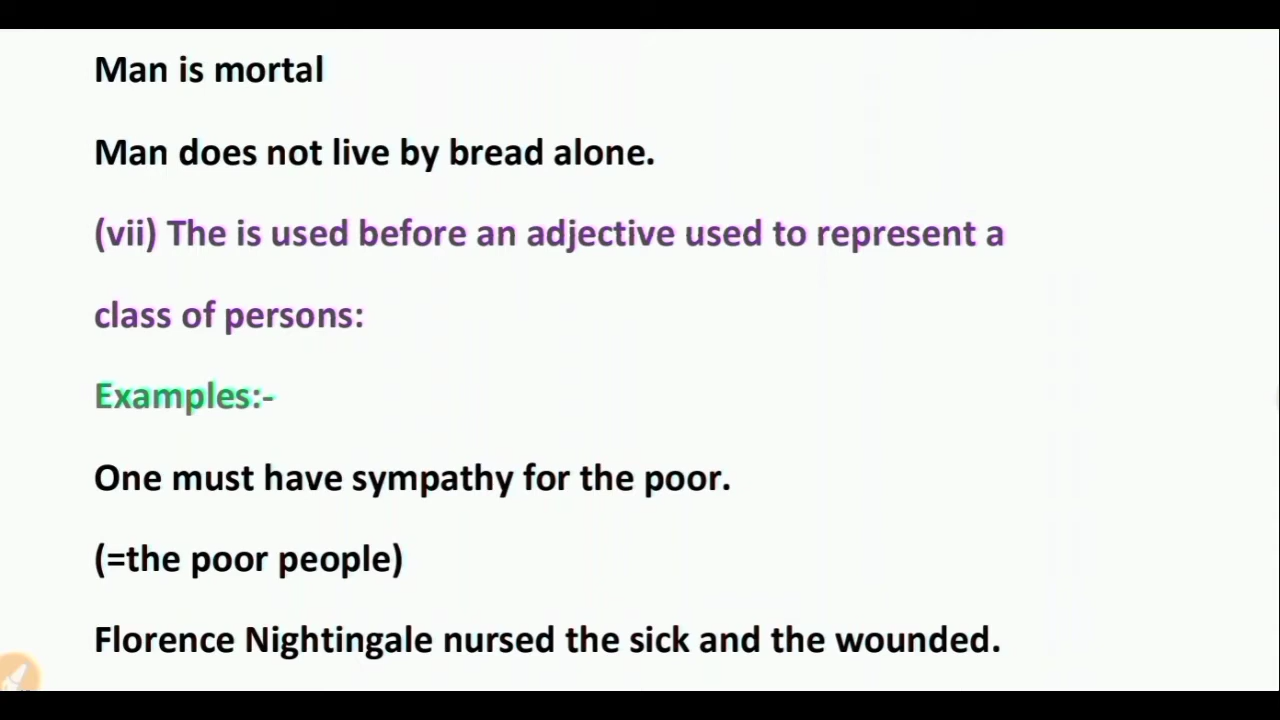 Man is mortal
Man does not live by bread alone.
(vii) The is used before an adjective used to represent a
class of persons:
Examples:-
One must have sympathy for the poor.
(=the poor people)
Florence Nightingale nursed the sick and the wounded.